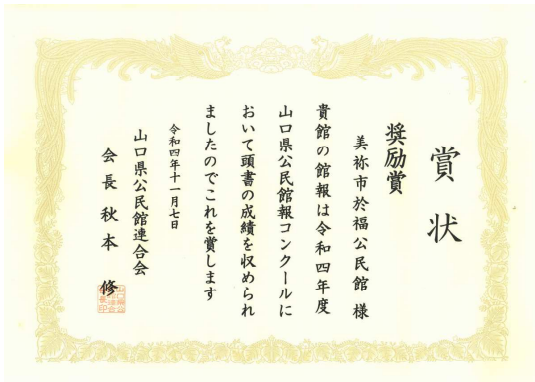 賞状
奨励賞
美祢市於福公民館 様
貴館の館報は令和四年度
山口県公民館報コンクールに
おいて頭書の成績を収められ
ましたのでこれを賞します
令和四年十一月七日
山口県公民館連合会
会長 秋本 修